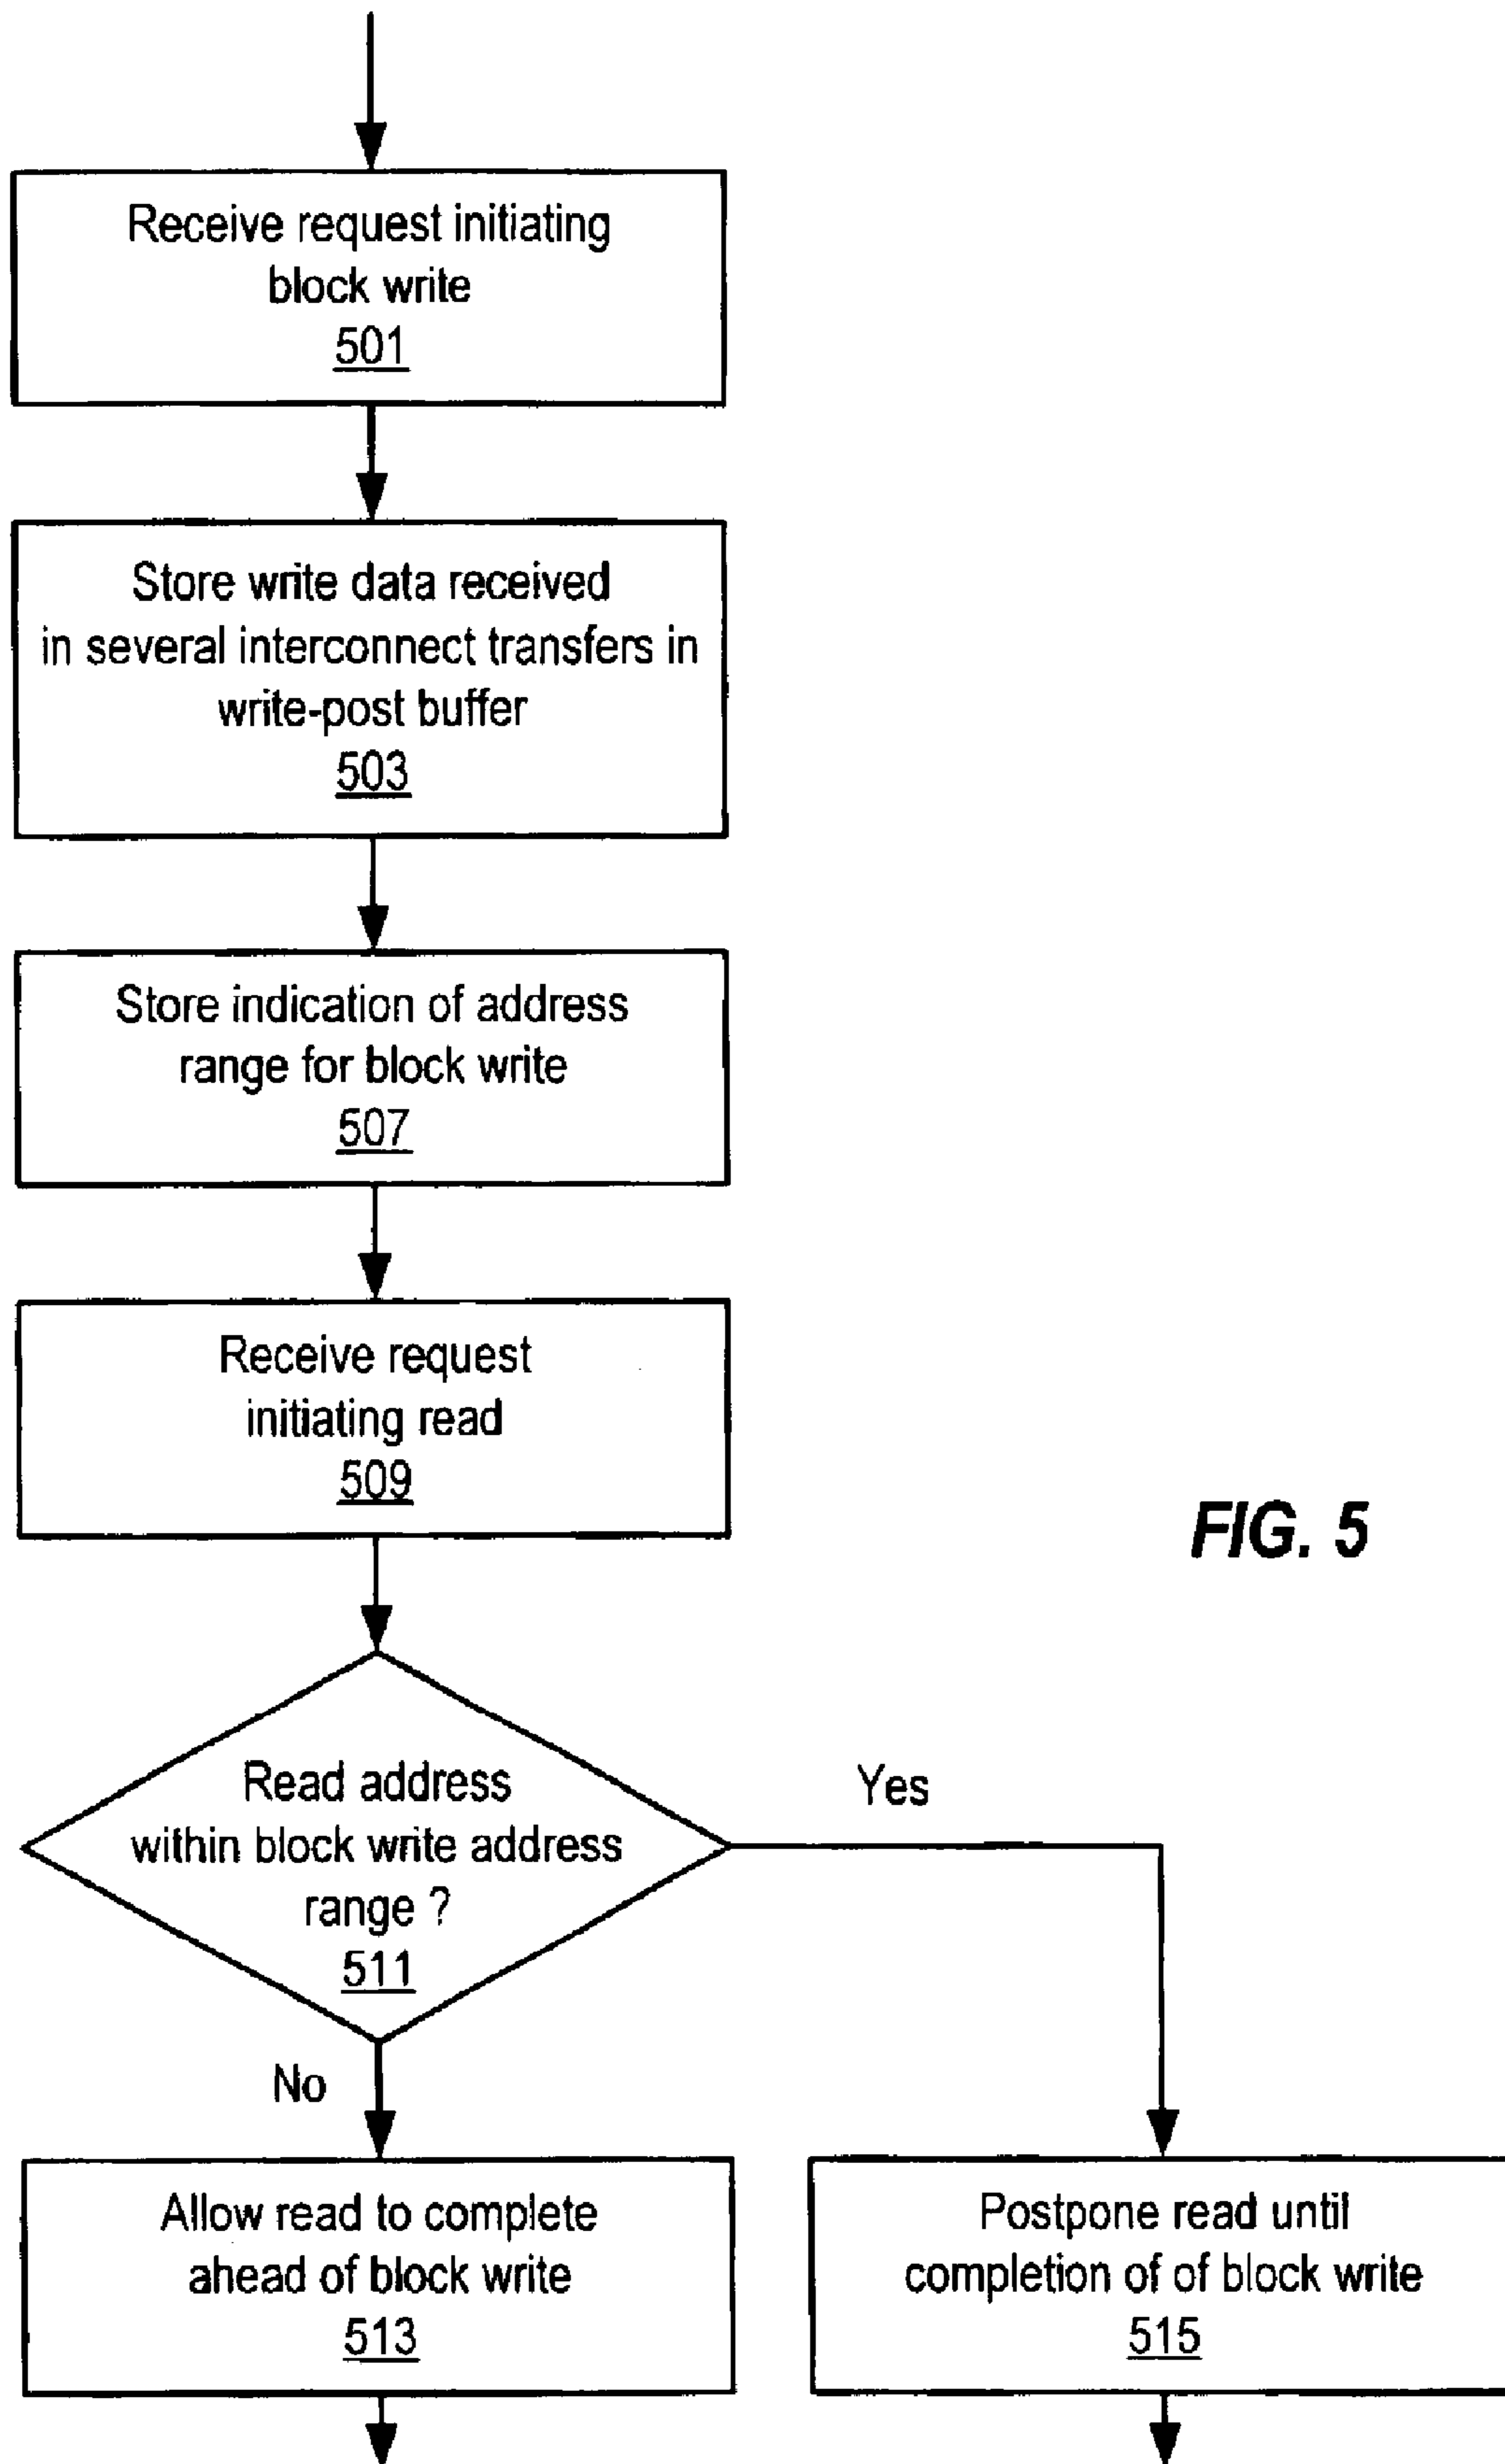 Receive request initiating
block write
501
Store write data received
in several interconnect transfers in
write-post buffer
503
Store indication of address
range for block write
507
Receive request
initiating read
509
FIG. 5
Read address
within block write address
range ?
511
Yes
No
Allow read to complete
ahead of block write
513
Postpone read until
completion of of block write
515